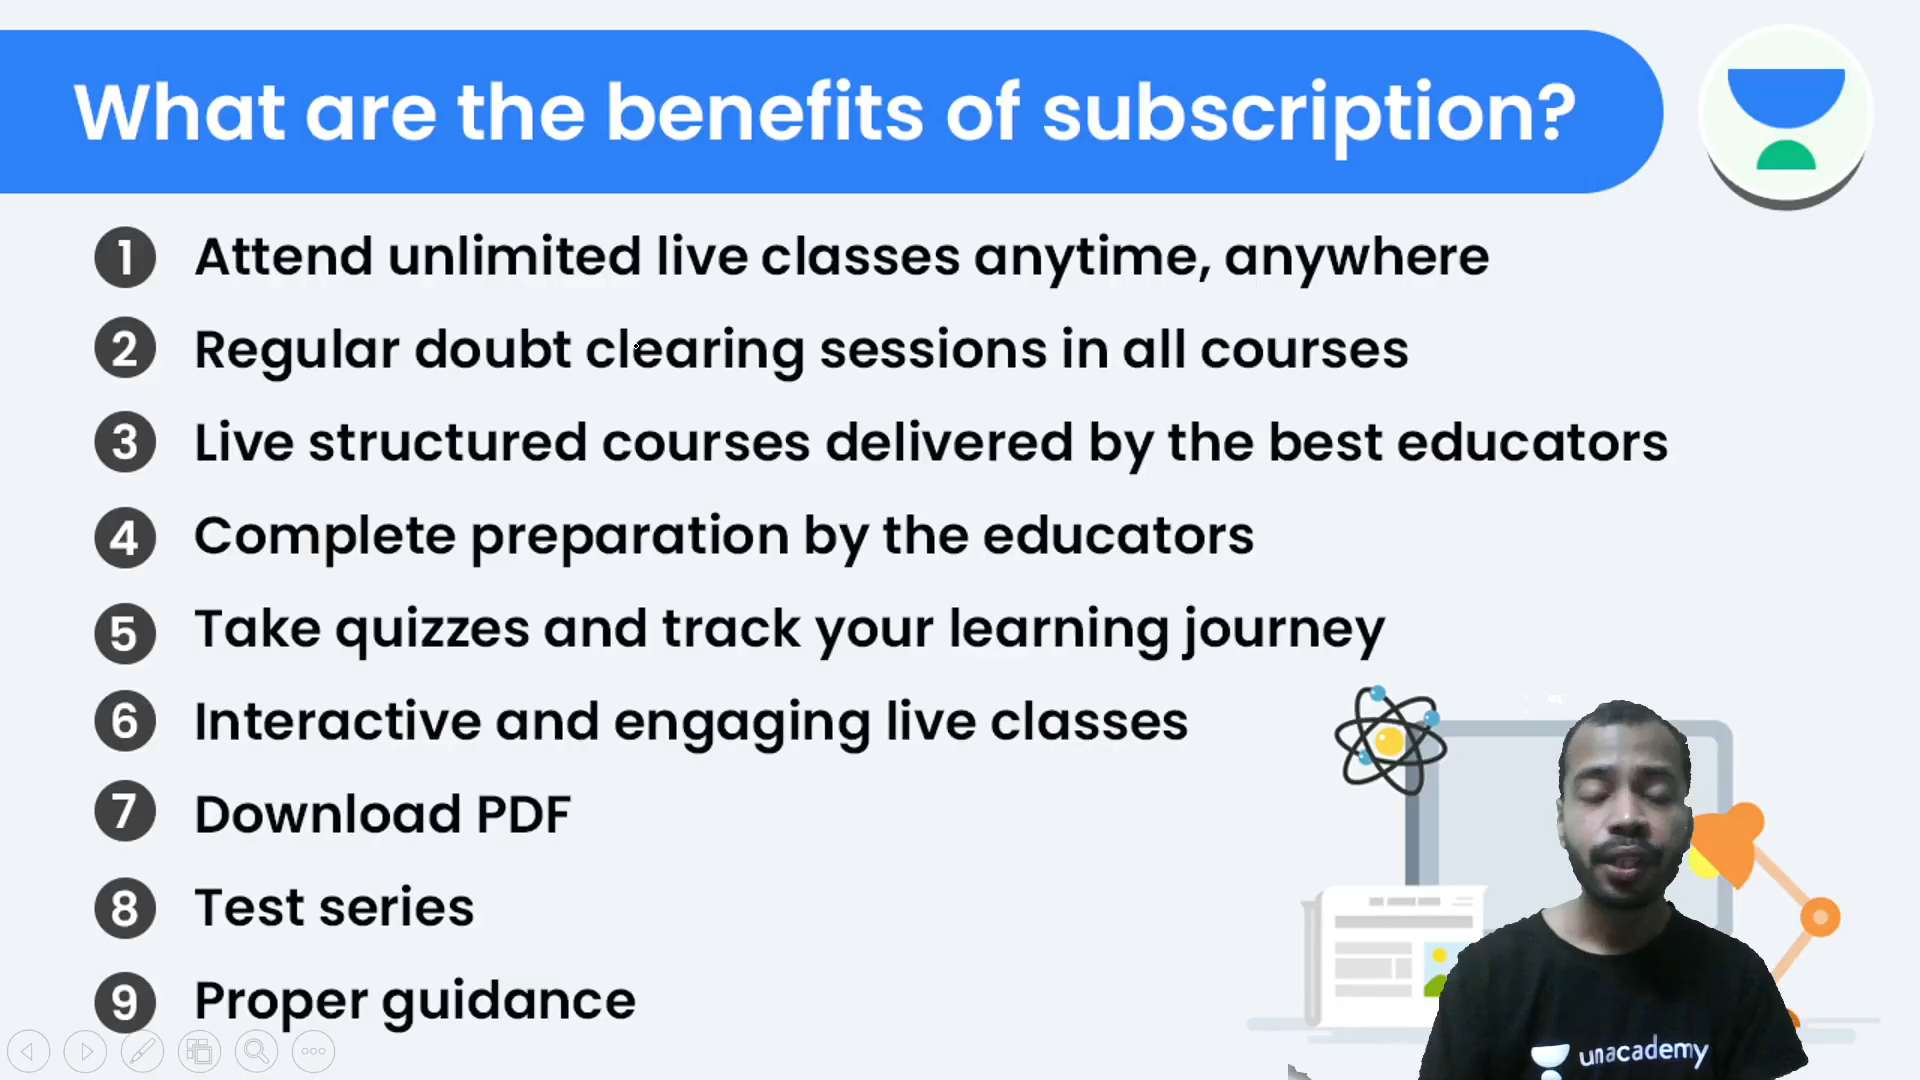 What are the benefits of subscription?
1 Attend unlimited live classes anytime, anywhere
2 Regular doubt clearing sessions in all courses
3 Live structured courses delivered by the best educators
4 Complete preparation by the educators
5 Take quizzes and track your learning journey
6 Interactive and engaging live classes
7 Download PDF
8 Test series
9 Proper guidance
unacademy